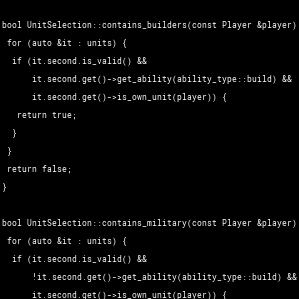 bool UnitSelection::contains_builders(const Player &player)
for (auto &it : units) {
if (it.second.is_valid() &&
it.second.get()->get_ability(ability_type::build) &&
it.second.get()->is_own_unit(player)) {
return true;
}
}
return false;
}
bool UnitSelection::contains_military(const Player &player)
for (auto &it : units) {
if (it.second.is_valid() &&
!it.second.get()->get_ability(ability_type::build) &&
it.second.get()->is_own_unit(player)) {